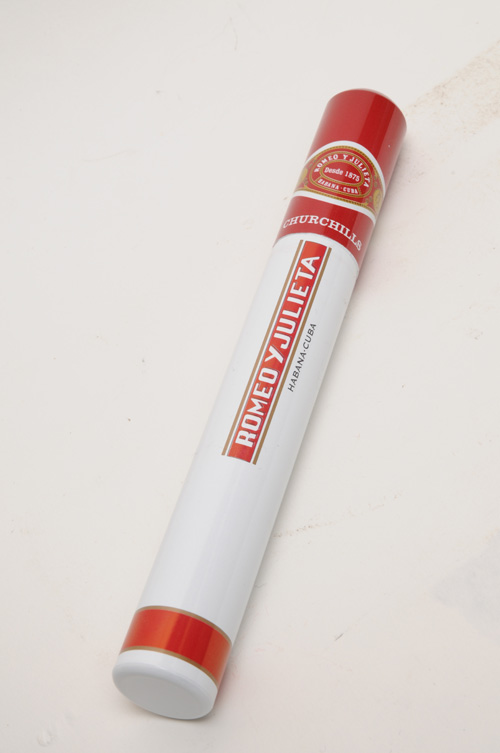 ROMEO Y JULIETA
Desde 1875
HABANA CUBA
CHURCHILLS
ROMEO Y JULIETA
HABANA·CUBA